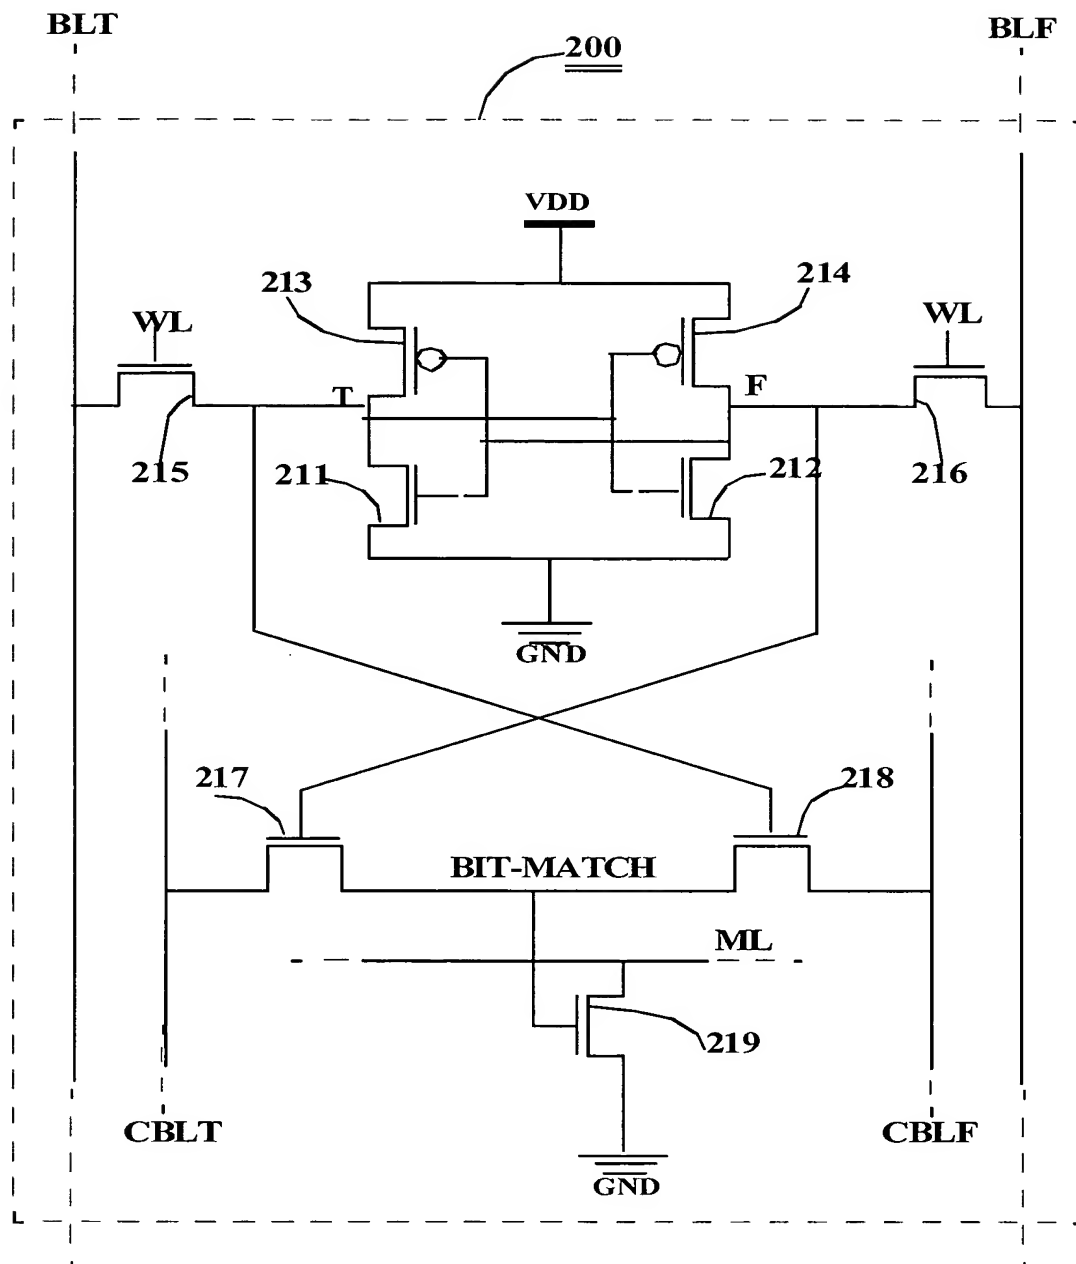 BLT
BLF
200
VDD
213
214
WL
WL
T
F
215
211
212
216
GND
217
218
BIT-MATCH
ML
219
CBLT
CBLF
GND